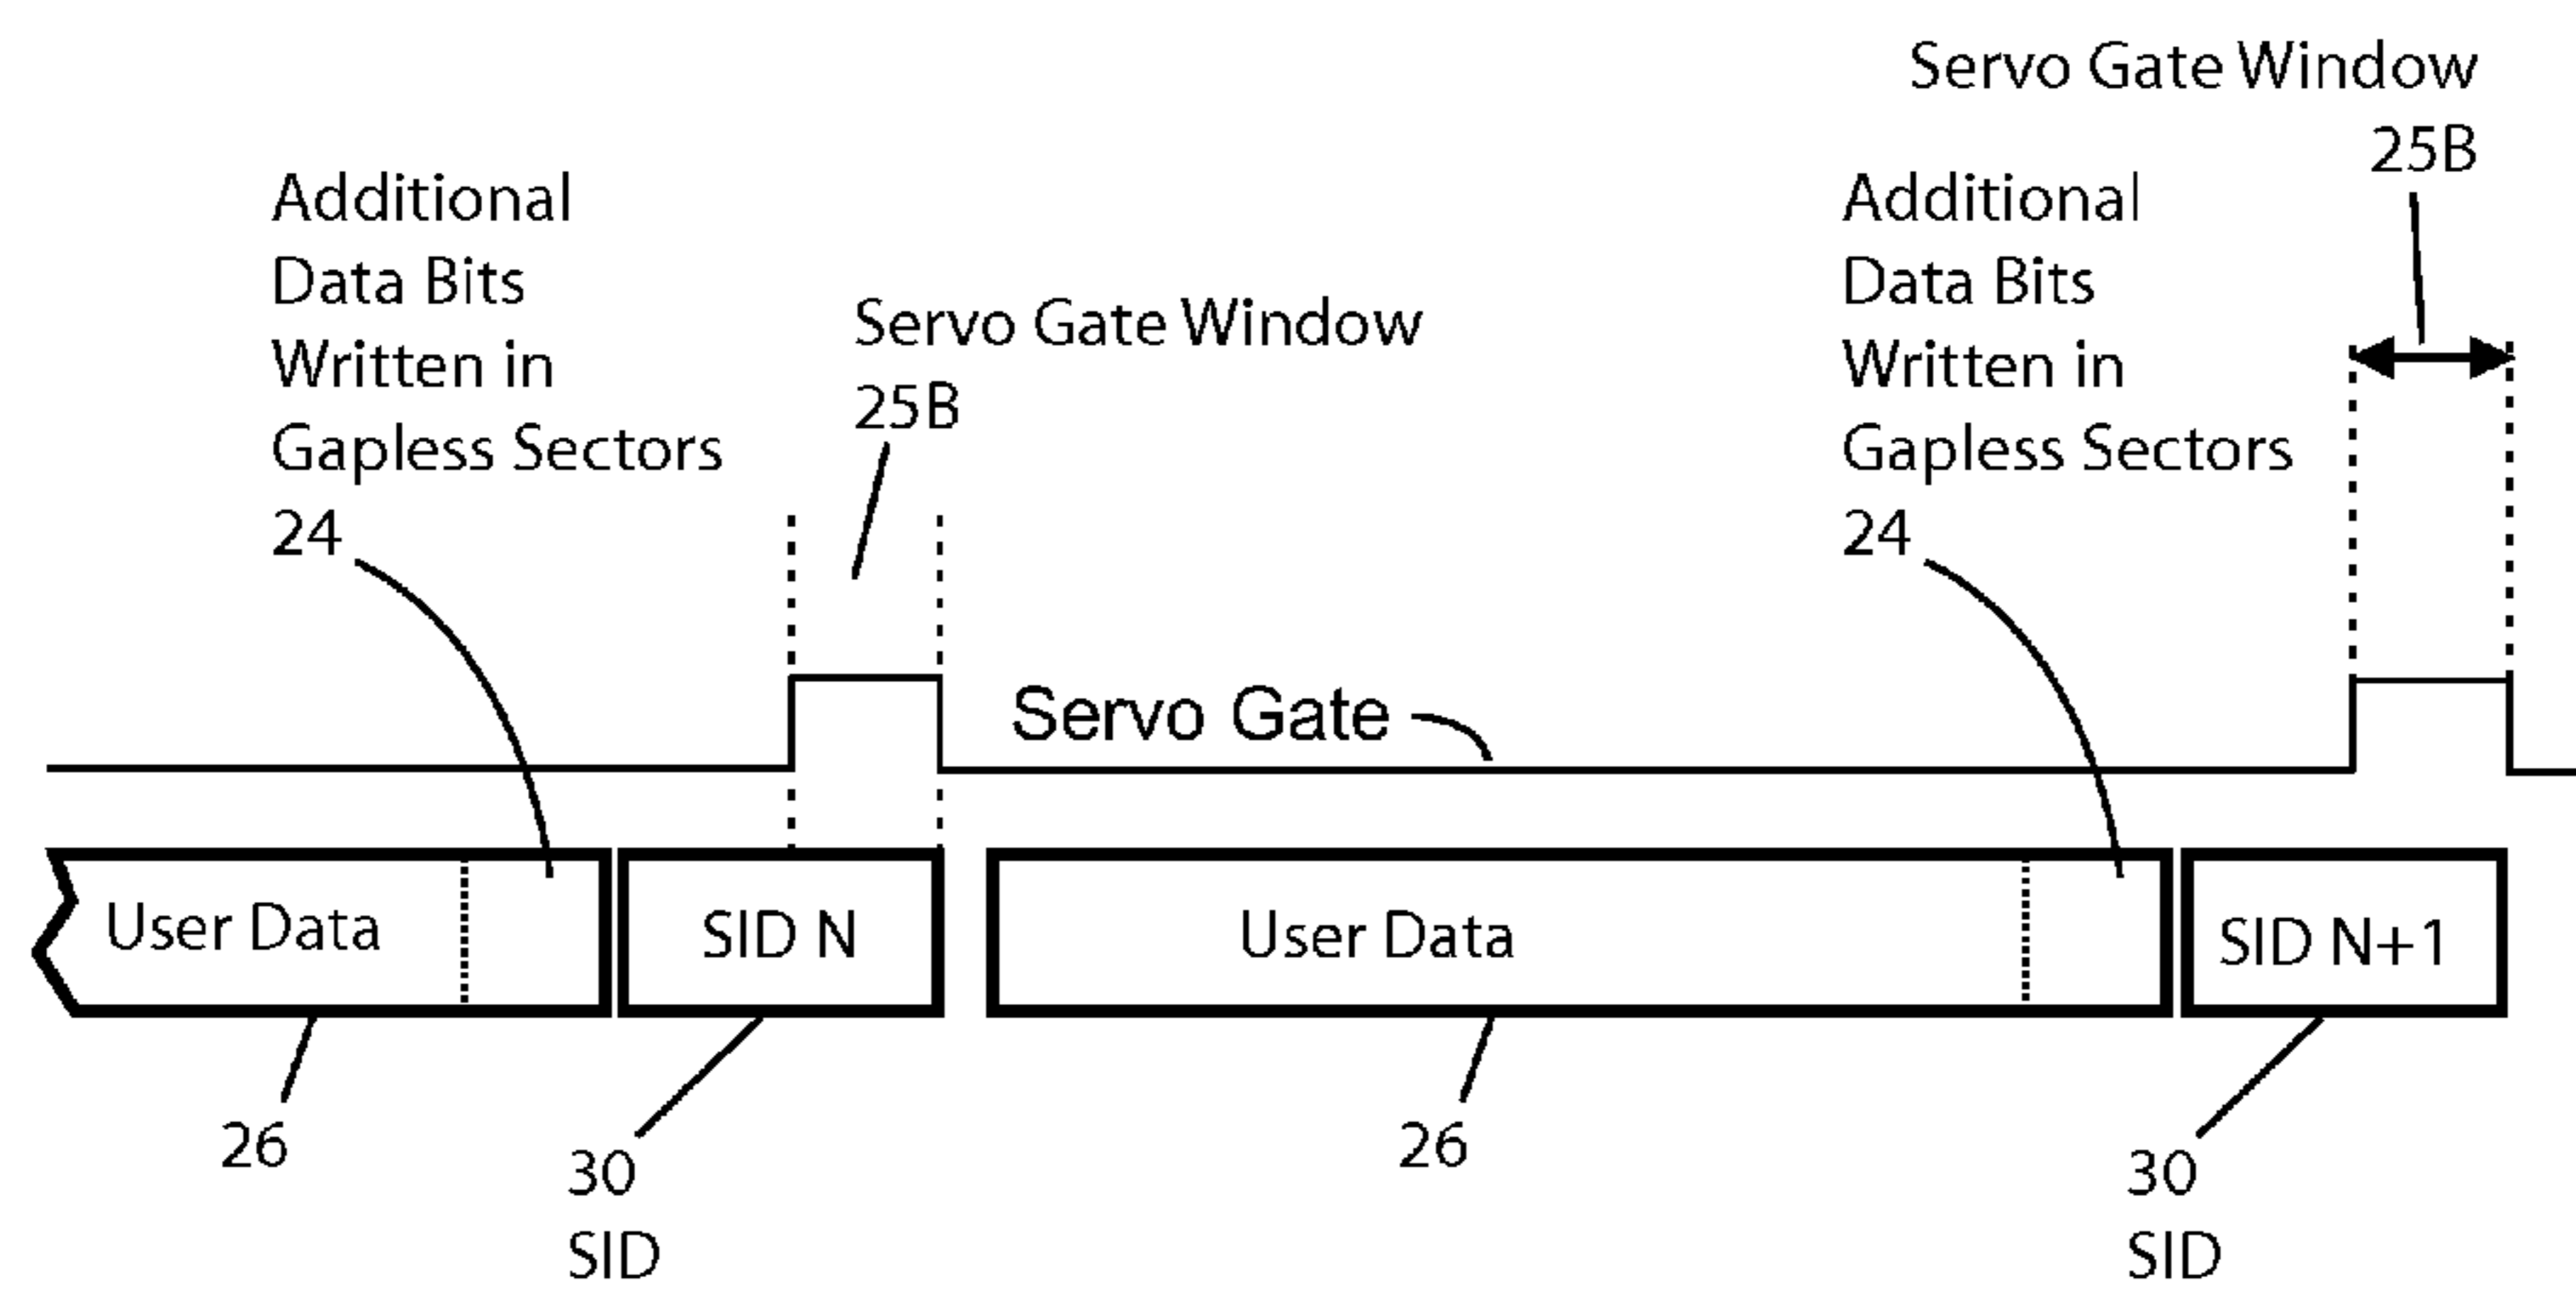 Servo Gate Window
25B
Additional
Data Bits
Written in
Gapless Sectors
24
Servo Gate Window
25B
Additional
Data Bits
Written in
Gapless Sectors
24
Servo Gate
User Data
SID N
User Data
SID N+1
26
30
SID
26
30
SID